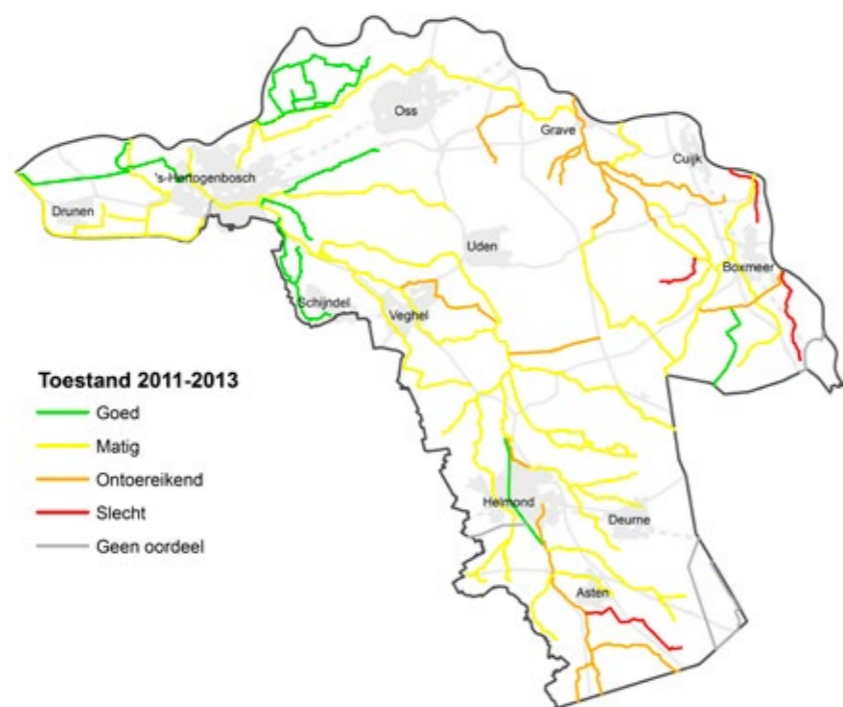 Oss
Grave
Cuijk
's-Hertogenbosch
Drunen
Uden
Boxmeer
Schijndel
Veghel
Toestand 2011-2013
Goed
Matig
Ontoereikend
Slecht
Geen oordeel
Helmond
Deurne
Asten